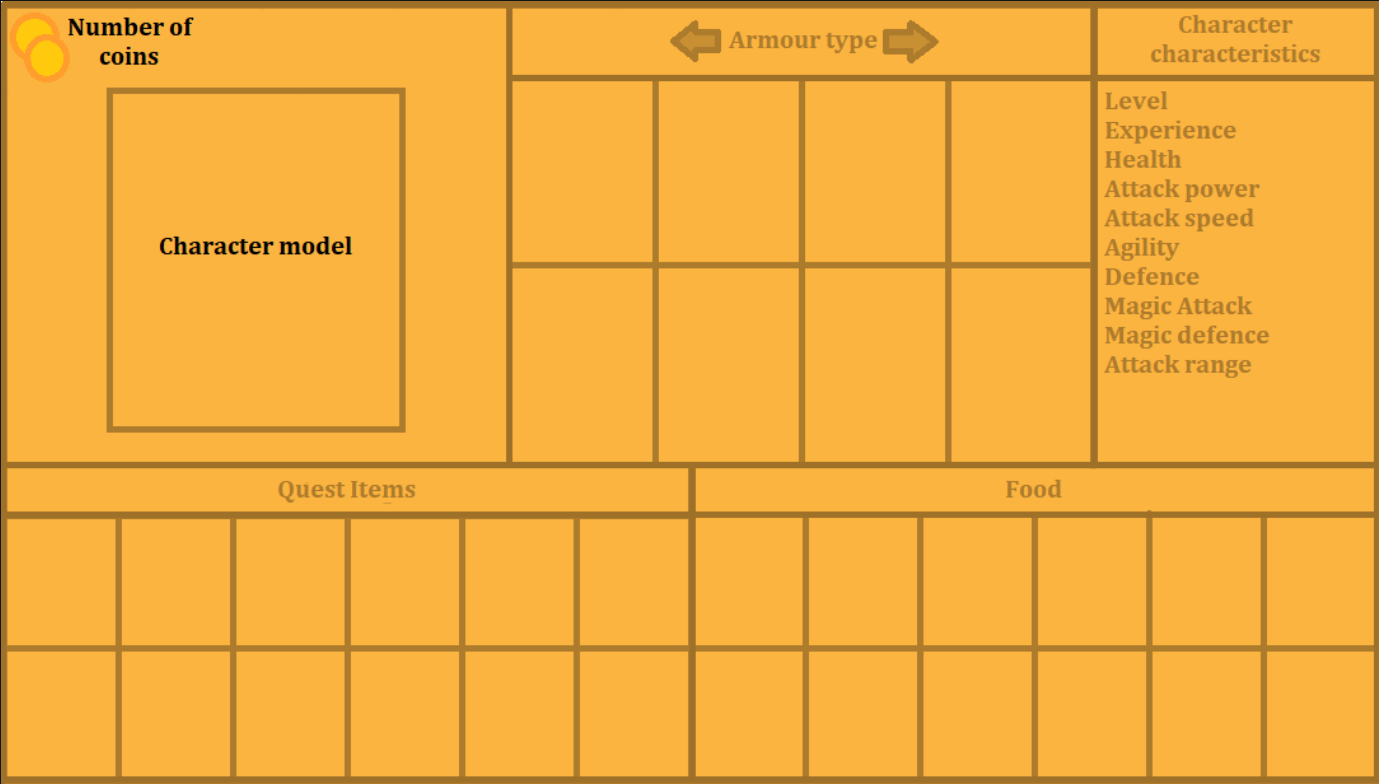 Number of
coins
Armour type
Character
characteristics
Character model
Level
Experience
Health
Attack power
Attack speed
Agility
Defence
Magic Attack
Magic defence
Attack range
Quest Items
Food